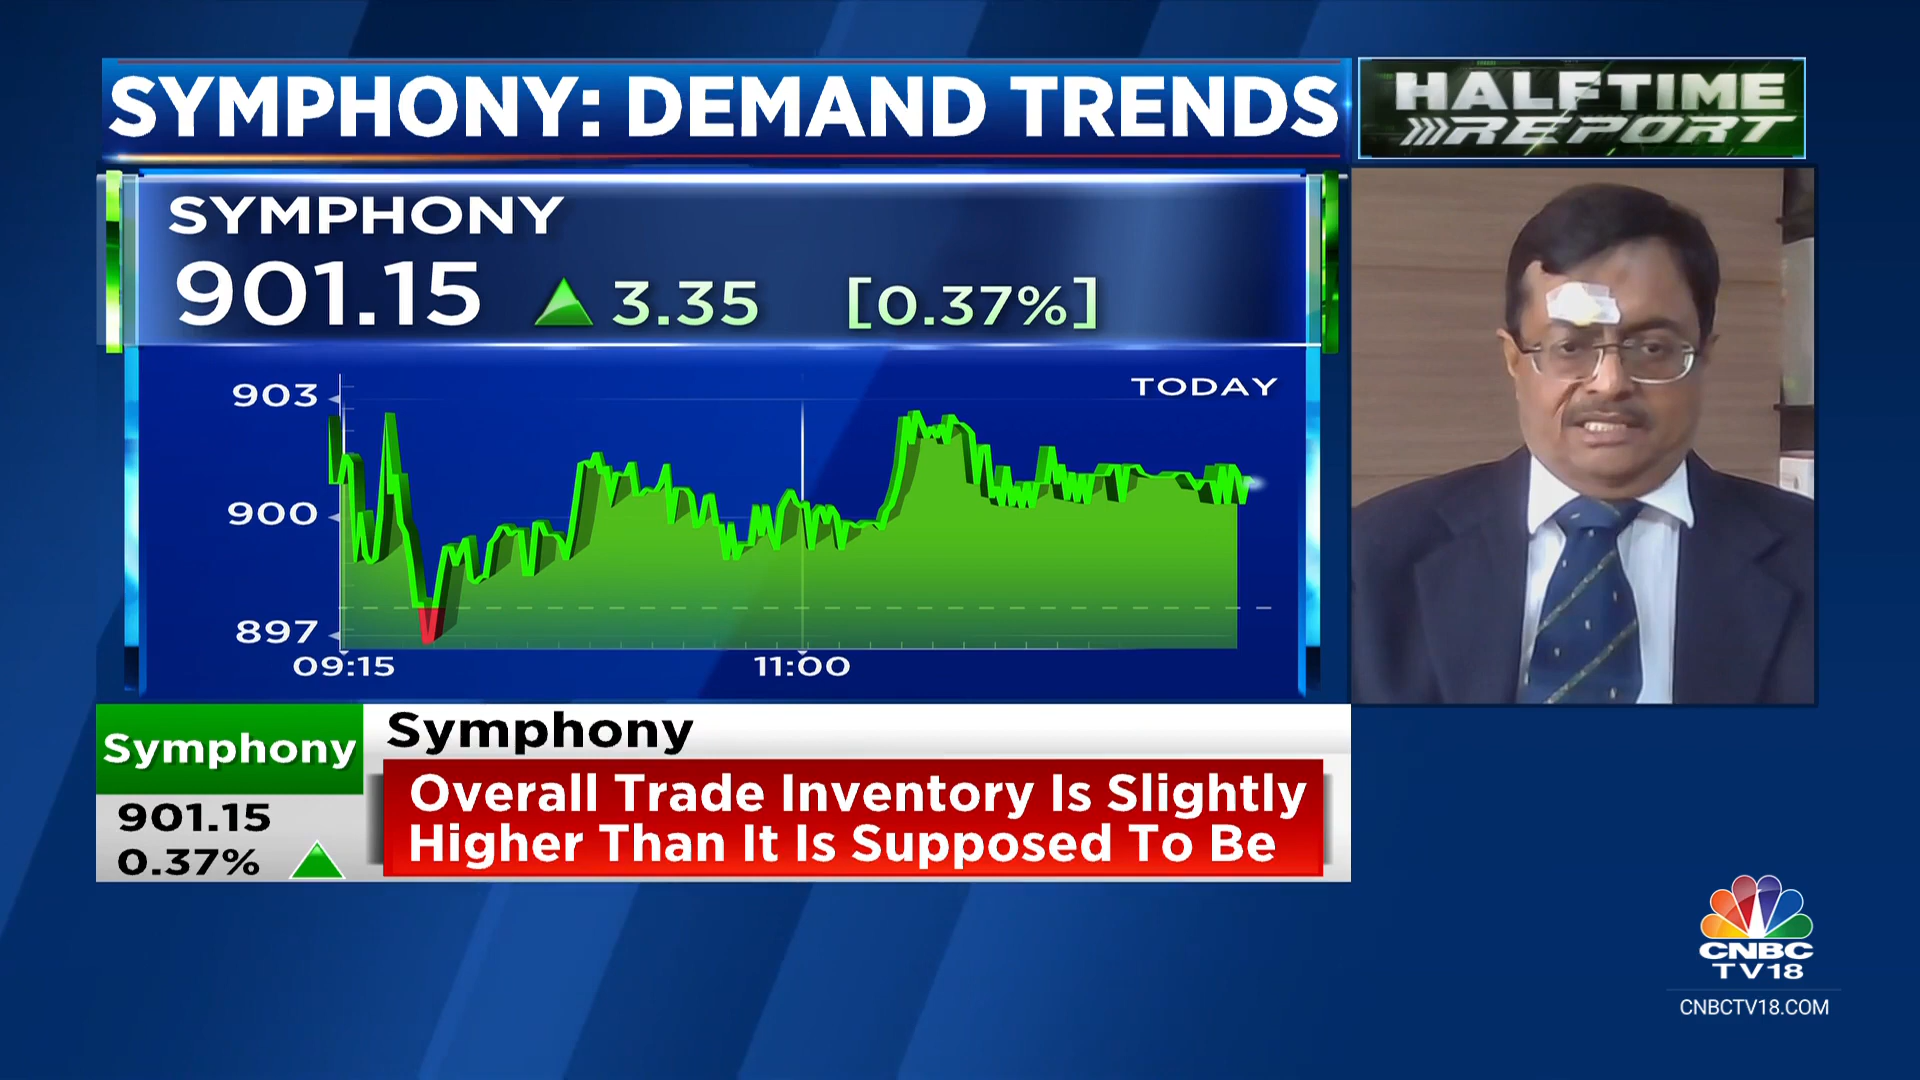 SYMPHONY: DEMAND TRENDS
HALFTIME
REPORT
SYMPHONY
901.15 ▲ 3.35 [0.37%]
TODAY
903
900
897
09:15 11:00
Symphony
901.15
0.37% ▲
Symphony
Overall Trade Inventory Is Slightly
Higher Than It Is Supposed To Be
CNBC
TV18
CNBCTV18.COM